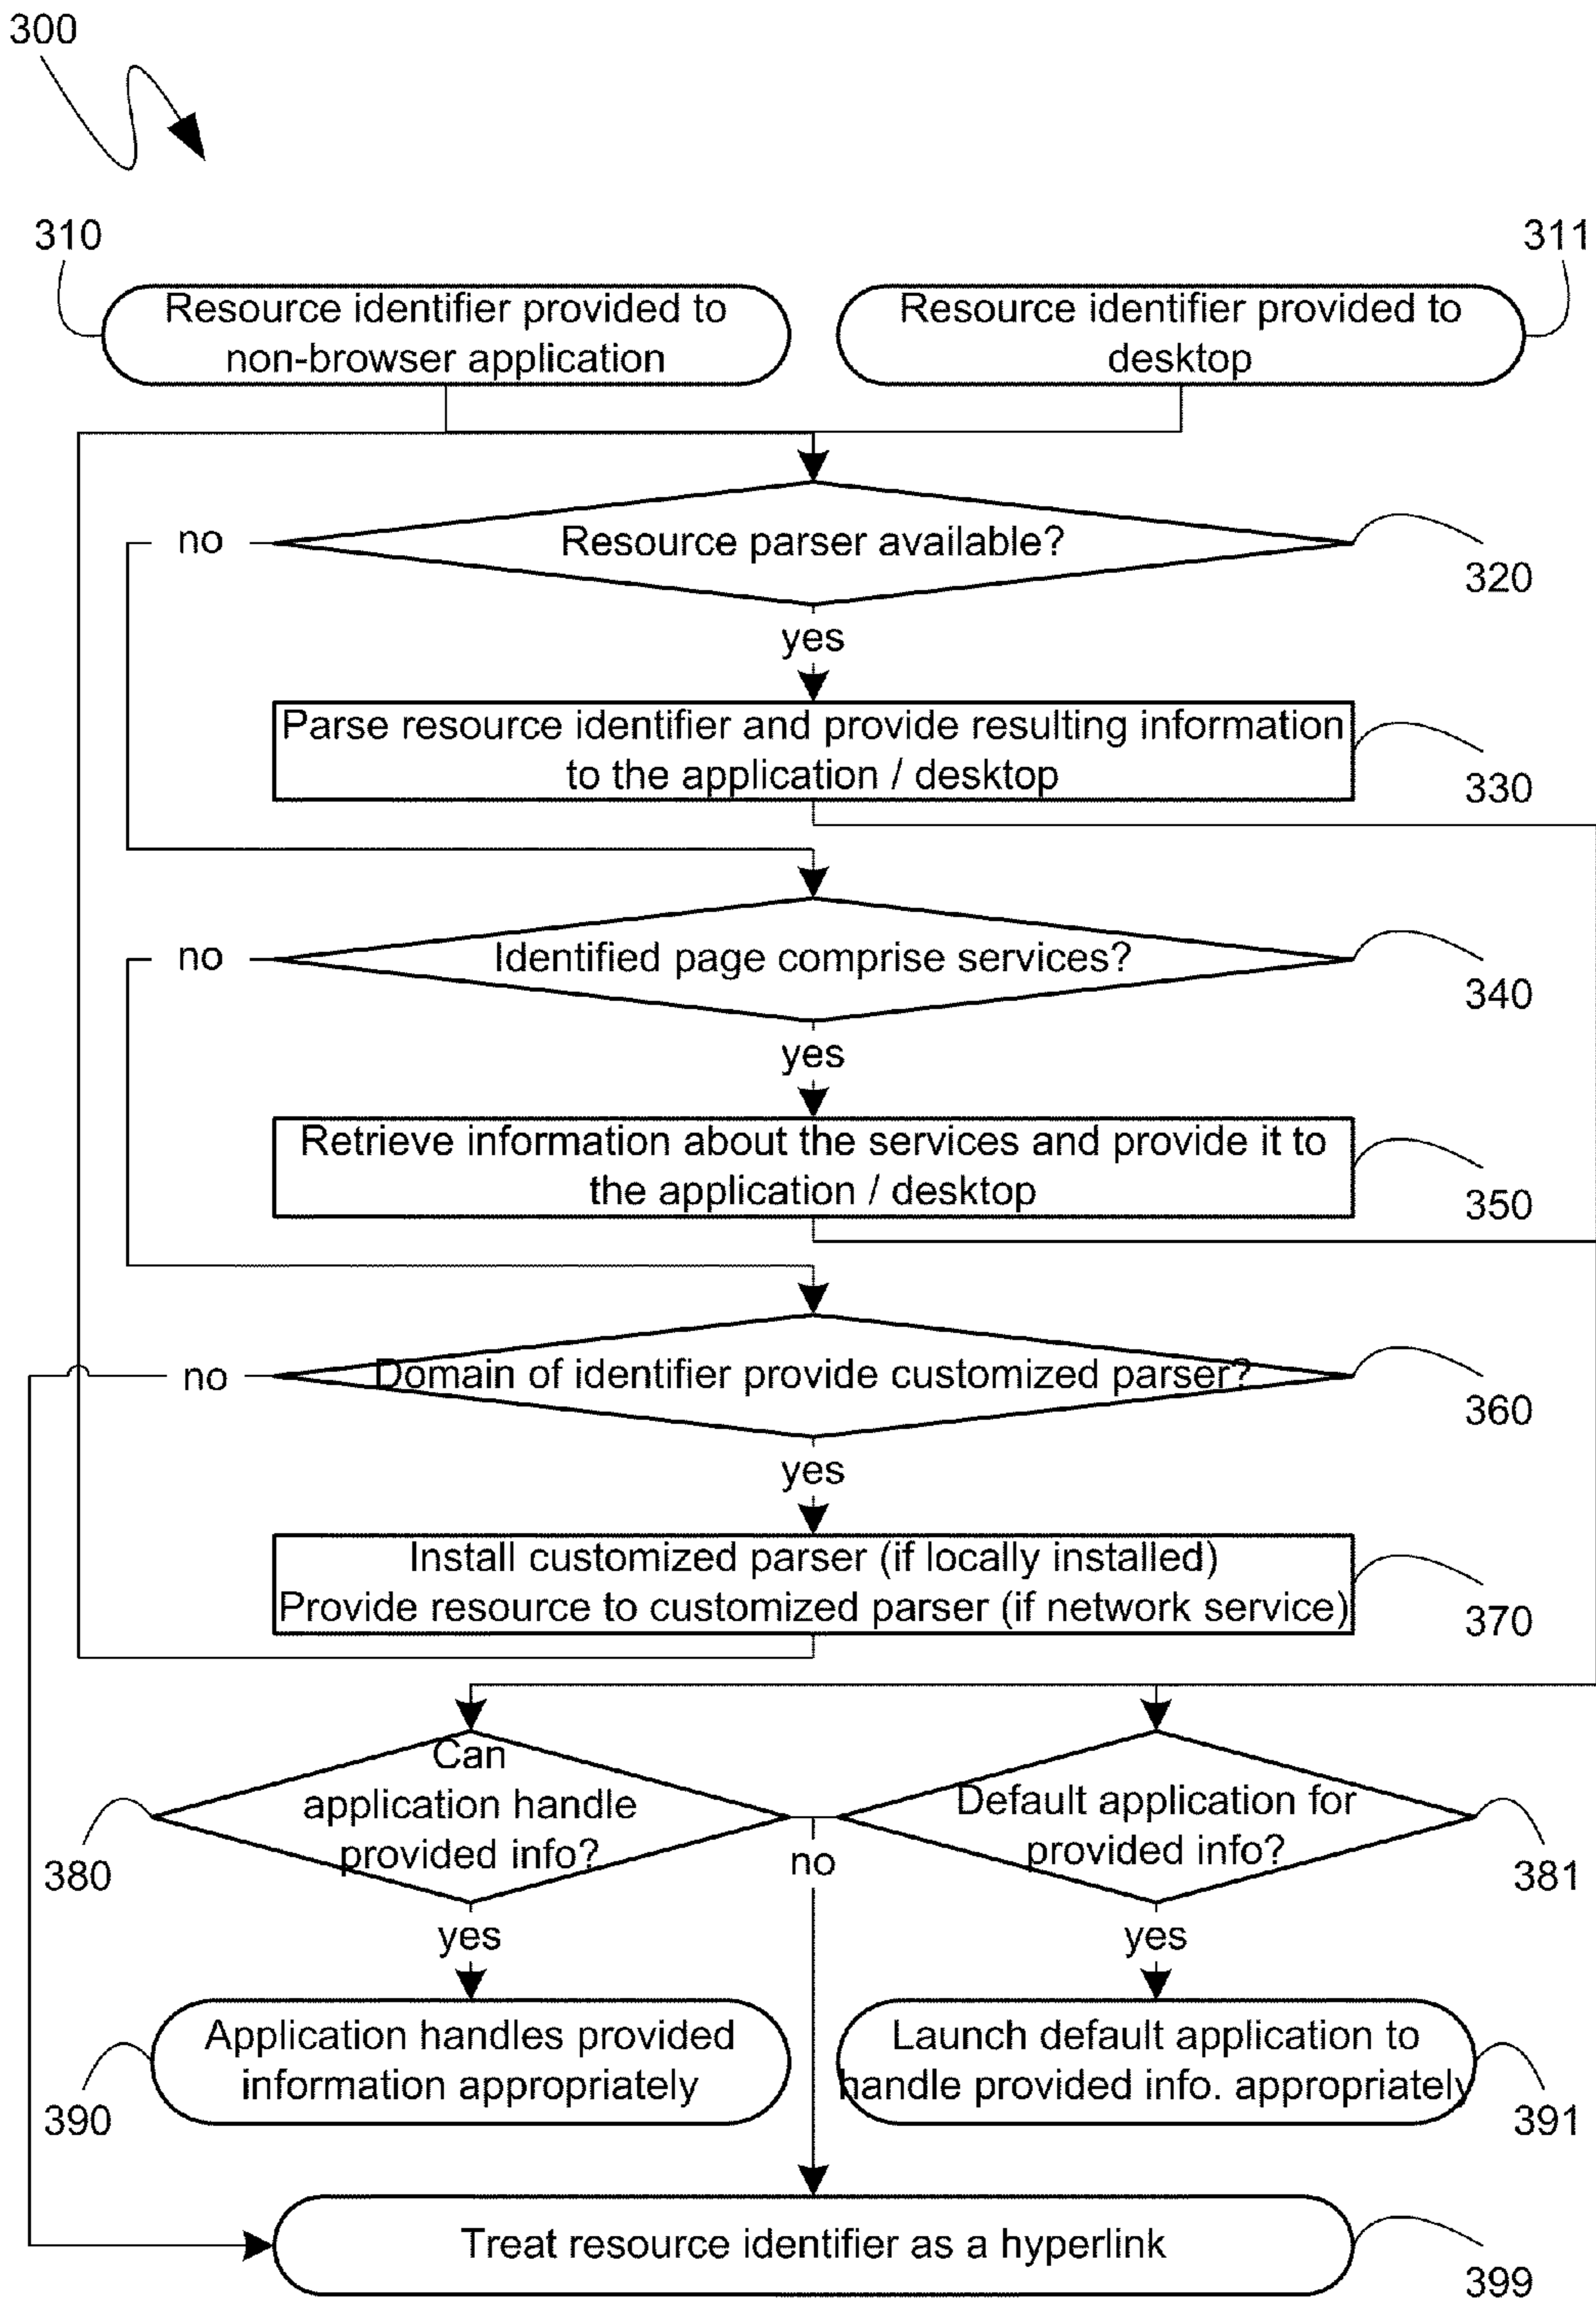 300
310
311
Resource identifier provided to
non-browser application
Resource identifier provided to
desktop
no
Resource parser available?
320
yes
Parse resource identifier and provide resulting information
to the application / desktop
330
no
Identified page comprise services?
340
yes
Retrieve information about the services and provide it to
the application / desktop
350
no
Domain of identifier provide customized parser?
360
yes
Install customized parser (if locally installed)
Provide resource to customized parser (if network service)
370
Can
application handle
provided info?
380
no
Default application for
provided info?
381
yes
yes
Application handles provided
information appropriately
390
Launch default application to
handle provided info. appropriately
391
Treat resource identifier as a hyperlink
399